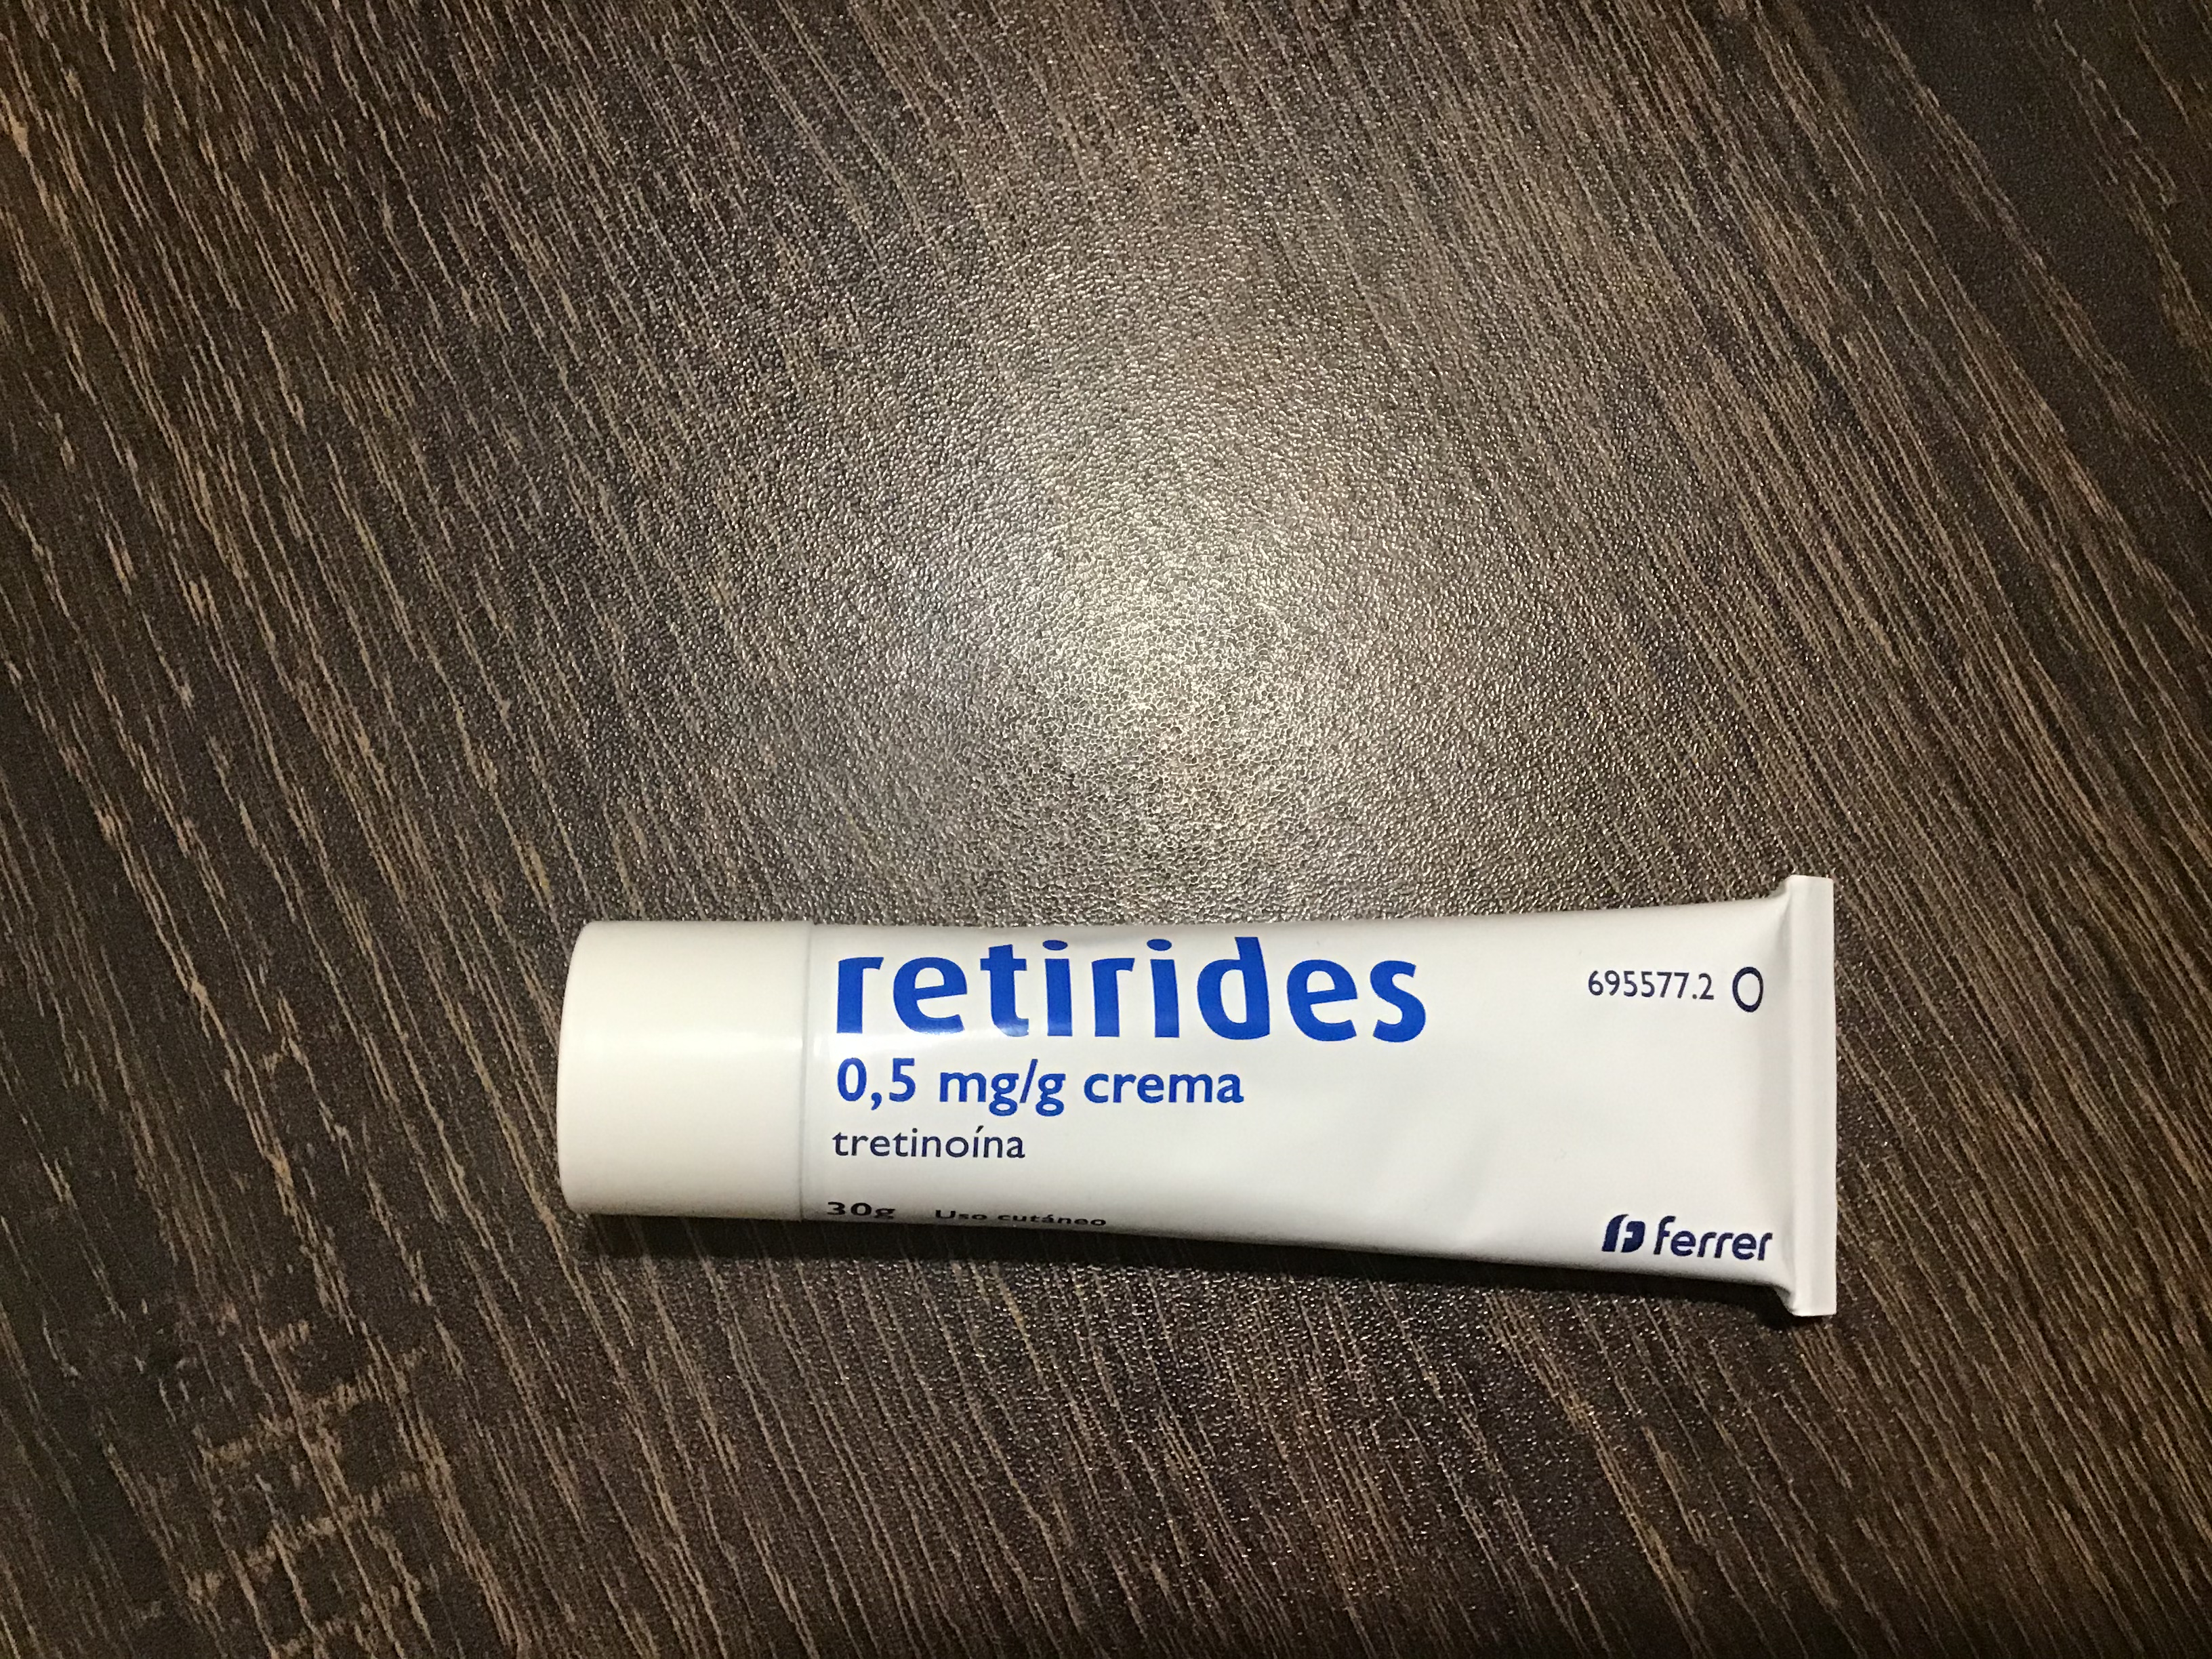 retirides
695577.2 O
0,5 mg/g crema
tretinoína
30g Uso cutáneo
ferrer